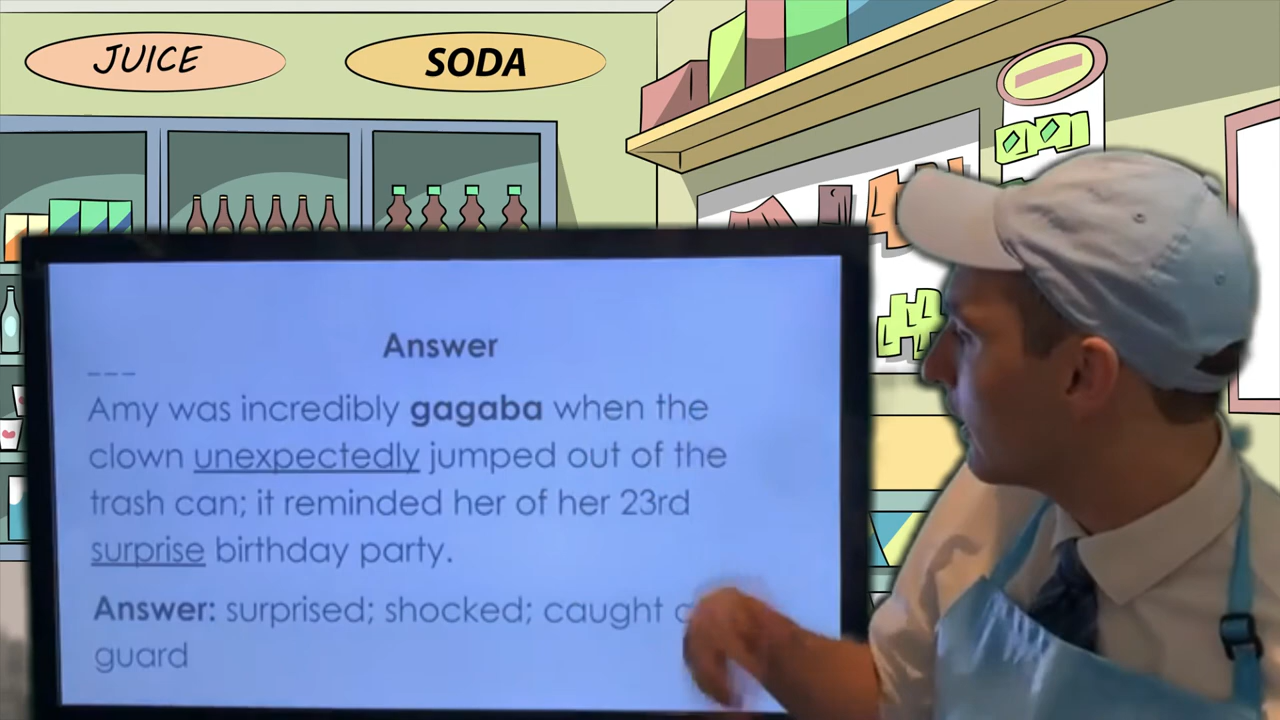 JUICE
SODA
Answer
---
Amy was incredibly gagaba when the
clown unexpectedly jumped out of the
trash can; it reminded her of her 23rd
surprise birthday party.
Answer: surprised; shocked; caught
guard